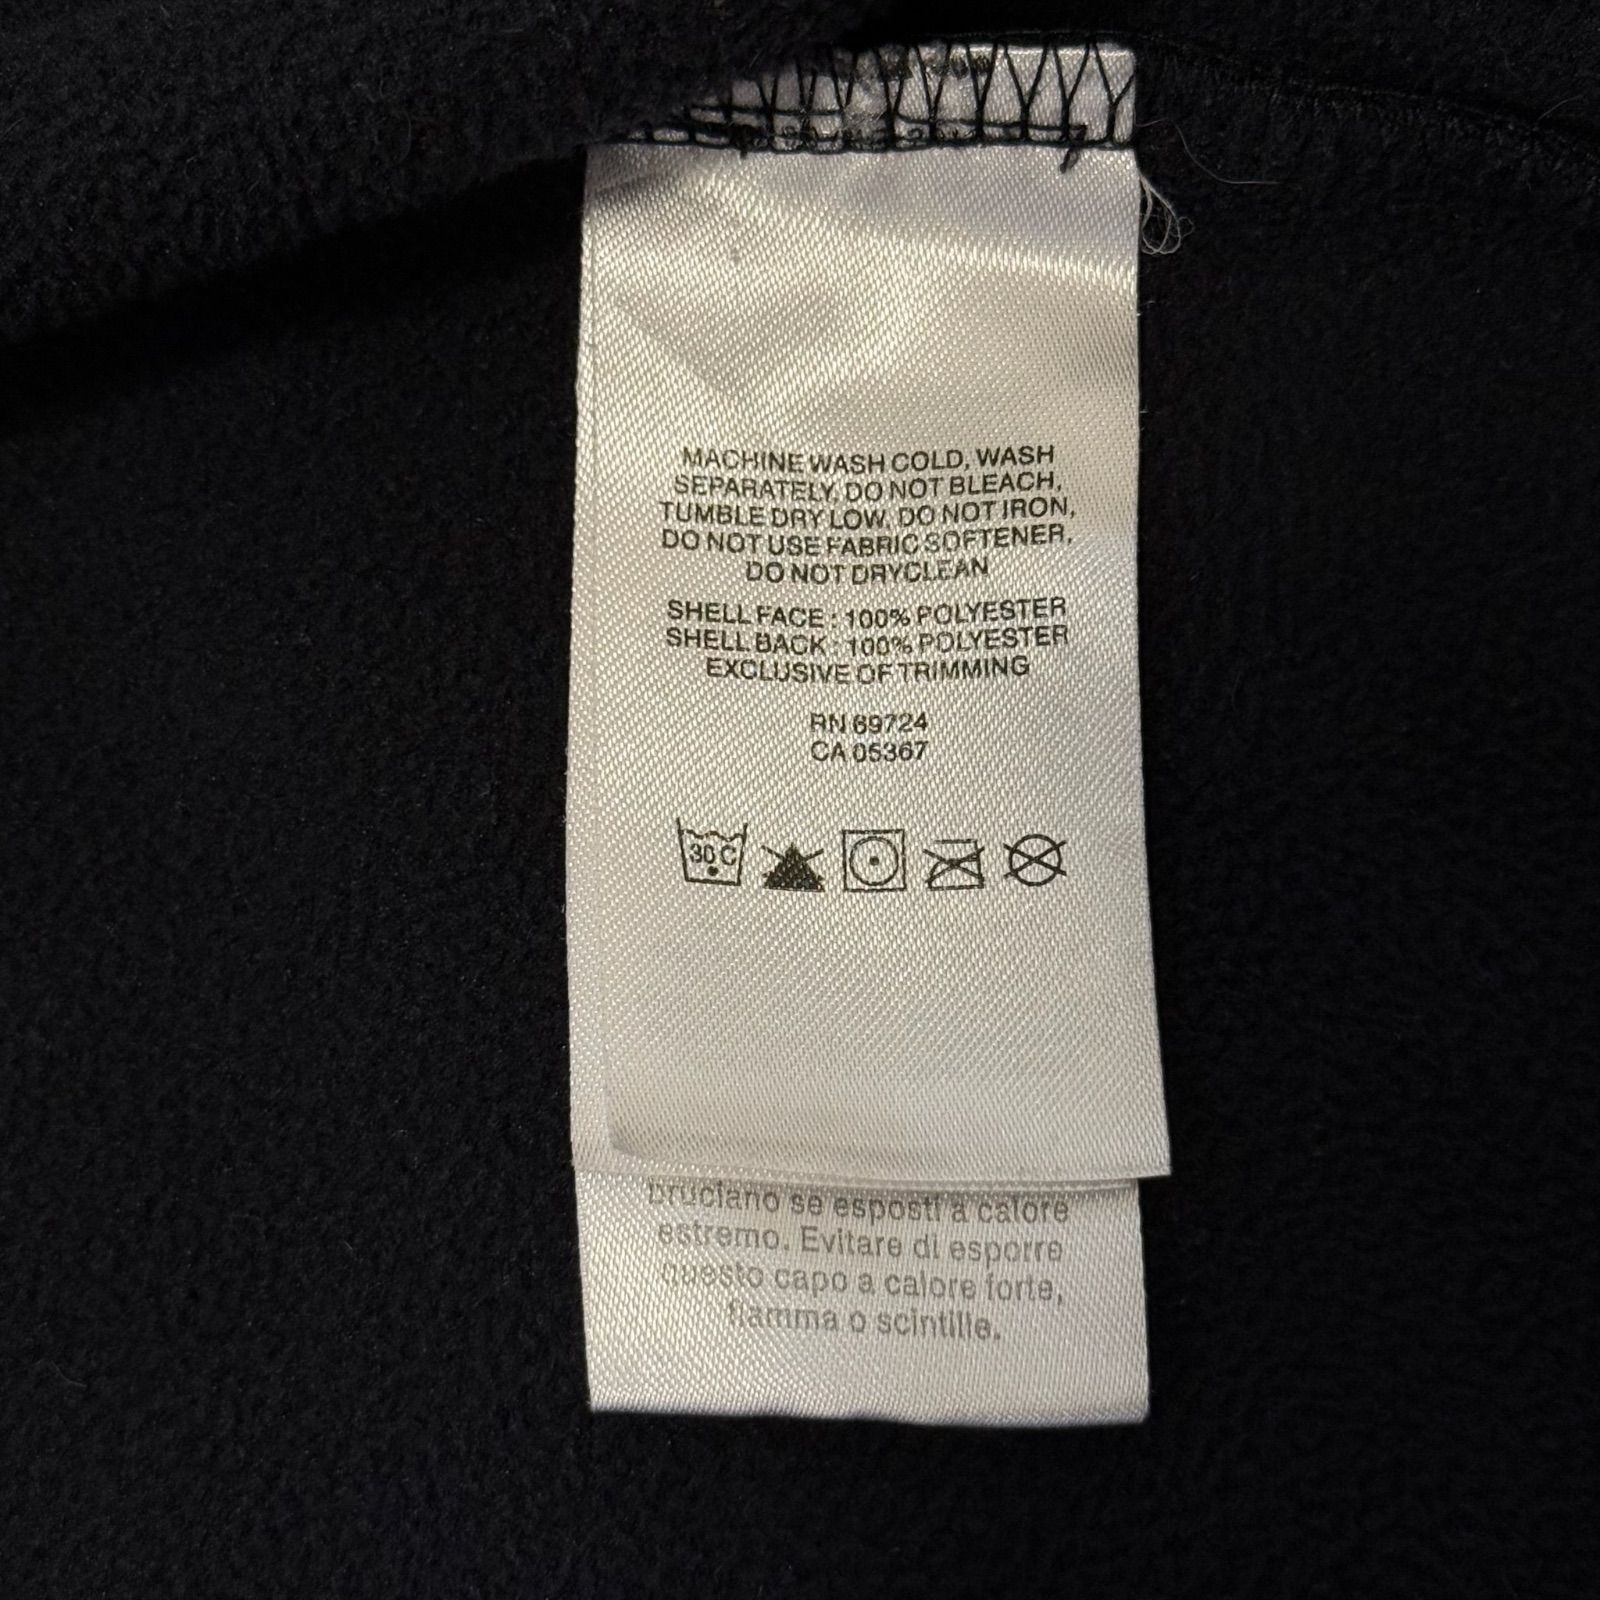 MACHINE WASH COLD, WASH
SEPARATELY, DO NOT BLEACH,
TUMBLE DRY LOW, DO NOT IRON,
DO NOT USE FABRIC SOFTENER,
DO NOT DRYCLEAN
SHELL FACE : 100% POLYESTER
SHELL BACK : 100% POLYESTER
EXCLUSIVE OF TRIMMING
RN 69724
CA 05367
30 C
bruciano se esposti a calore
estremo. Evitare di esporre
questo capo a calore forte,
fiamma o scintille.